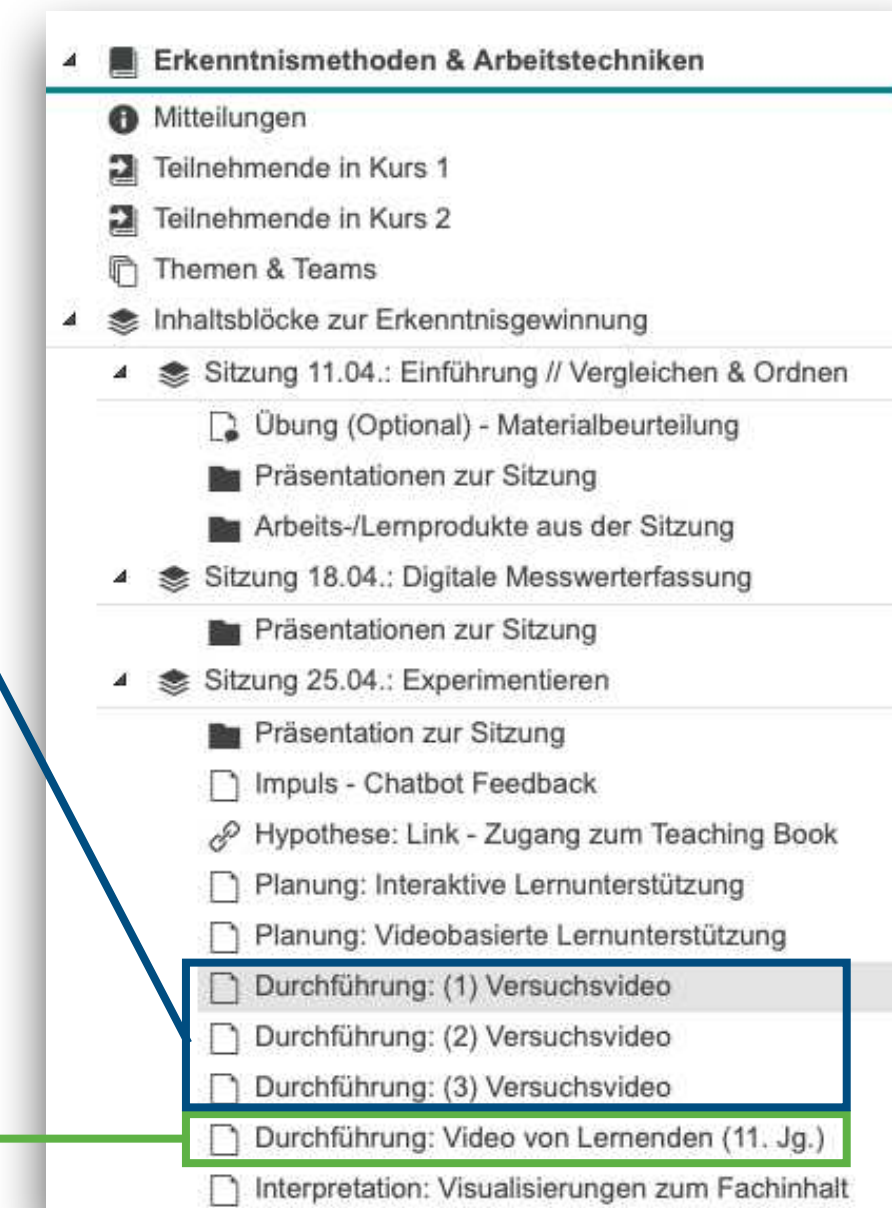 Erkenntnismethoden & Arbeitstechniken
Mitteilungen
Teilnehmende in Kurs 1
Teilnehmende in Kurs 2
Themen & Teams
Inhaltsblöcke zur Erkenntnisgewinnung
Sitzung 11.04.: Einführung // Vergleichen & Ordnen
Übung (Optional) - Materialbeurteilung
Präsentationen zur Sitzung
Arbeits-/Lernprodukte aus der Sitzung
Sitzung 18.04.: Digitale Messwerterfassung
Präsentationen zur Sitzung
Sitzung 25.04.: Experimentieren
Präsentation zur Sitzung
Impuls - Chatbot Feedback
Hypothese: Link - Zugang zum Teaching Book
Planung: Interaktive Lernunterstützung
Planung: Videobasierte Lernunterstützung
Durchführung: (1) Versuchsvideo
Durchführung: (2) Versuchsvideo
Durchführung: (3) Versuchsvideo
Durchführung: Video von Lernenden (11. Jg.)
Interpretation: Visualisierungen zum Fachinhalt